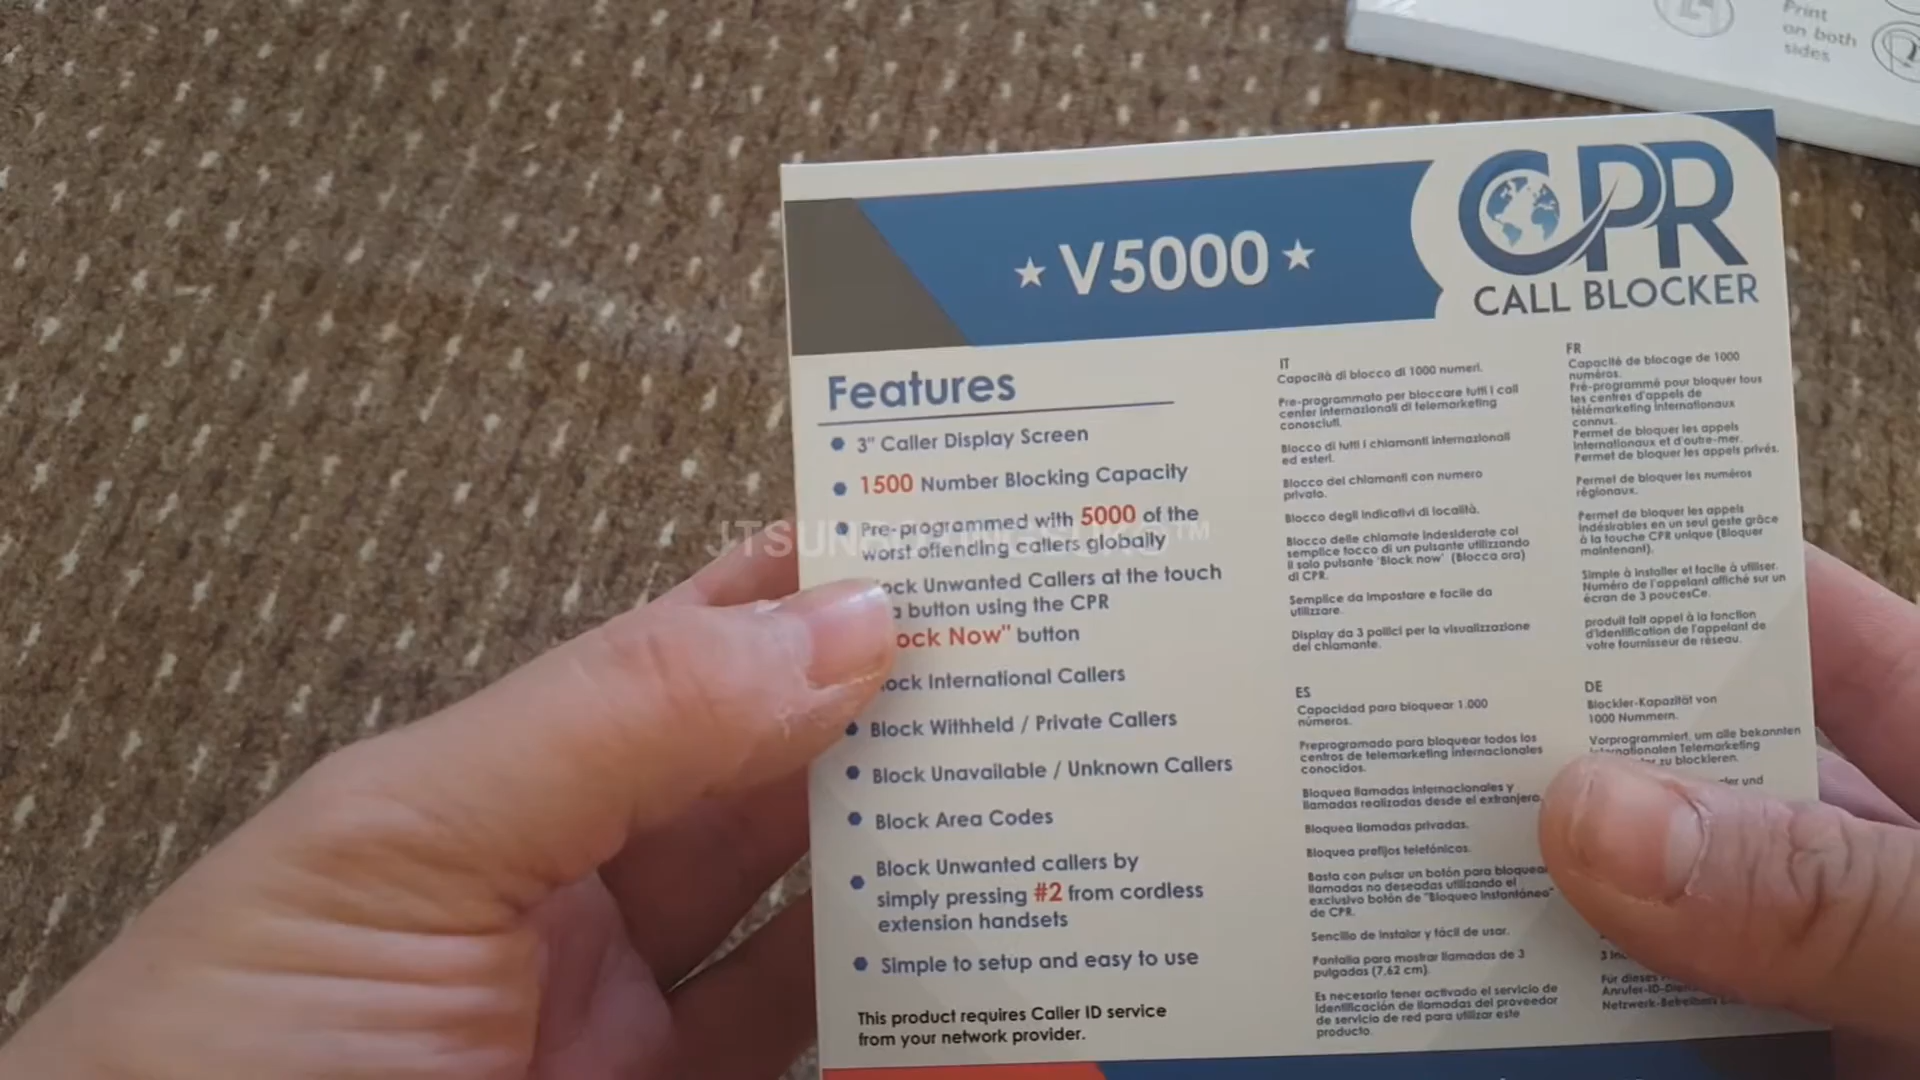 Print
on both
sides
★ V5000 ★
CPR
CALL BLOCKER
Features
3" Caller Display Screen
1500 Number Blocking Capacity
Pre-programmed with 5000 of the
worst offending callers globally
ock Unwanted Callers at the touch
a button using the CPR
ock Now" button
ock International Callers
Block Withheld / Private Callers
Block Unavailable / Unknown Callers
Block Area Codes
Block Unwanted callers by
simply pressing #2 from cordless
extension handsets
Simple to setup and easy to use
This product requires Caller ID service
from your network provider.
IT
Capacità di blocco di 1000 numeri.
Pre-programmato per bloccare tutti i call
center internazionali di telemarketing
conosciuti.
Blocco di tutti i chiamanti internazionali
ed esteri.
Blocco dei chiamanti con numero
privato.
Blocco degli indicativi di località.
Blocco delle chiamate indesiderate col
semplice tocco di un pulsante utilizzando
il solo pulsante 'Block now' (Blocca ora)
di CPR.
Semplice da impostare e facile da
utilizzare.
Display da 3 pollici per la visualizzazione
del chiamante.
FR
Capacité de blocage de 1000
numéros.
Pré-programmé pour bloquer tous
les centres d'appels de
télémarketing internationaux
connus.
Permet de bloquer les appels
internationaux et d'outre-mer.
Permet de bloquer les appels privés.
Permet de bloquer les numéros
régionaux.
Permet de bloquer les appels
indésirables en un seul geste grâce
à la touche CPR unique (Bloquer
maintenant).
Simple à installer et facile à utiliser.
Numéro de l'appelant affiché sur un
écran de 3 poucesCe.
produit fait appel à la fonction
d'identification de l'appelant de
votre fournisseur de réseau.
ES
Capacidad para bloquear 1.000
números.
Preprogramado para bloquear todos los
centros de telemarketing internacionales
conocidos.
Bloquea llamadas internacionales y
llamadas realizadas desde el extranjero.
Bloquea llamadas privadas.
Bloquea prefijos telefónicos.
Basta con pulsar un botón para bloquear
llamadas no deseadas utilizando el
exclusivo botón de "Bloqueo instantáneo"
de CPR.
Sencillo de instalar y fácil de usar.
Pantalla para mostrar llamadas de 3
pulgadas (7,62 cm).
Es necesario tener activado el servicio de
identificación de llamadas del proveedor
de servicio de red para utilizar este
producto.
DE
Blockier-Kapazität von
1000 Nummern.
Vorprogrammiert, um alle bekannten
internationalen Telemarketing
zu blockieren.
und
Für dieses
Anrufer-ID